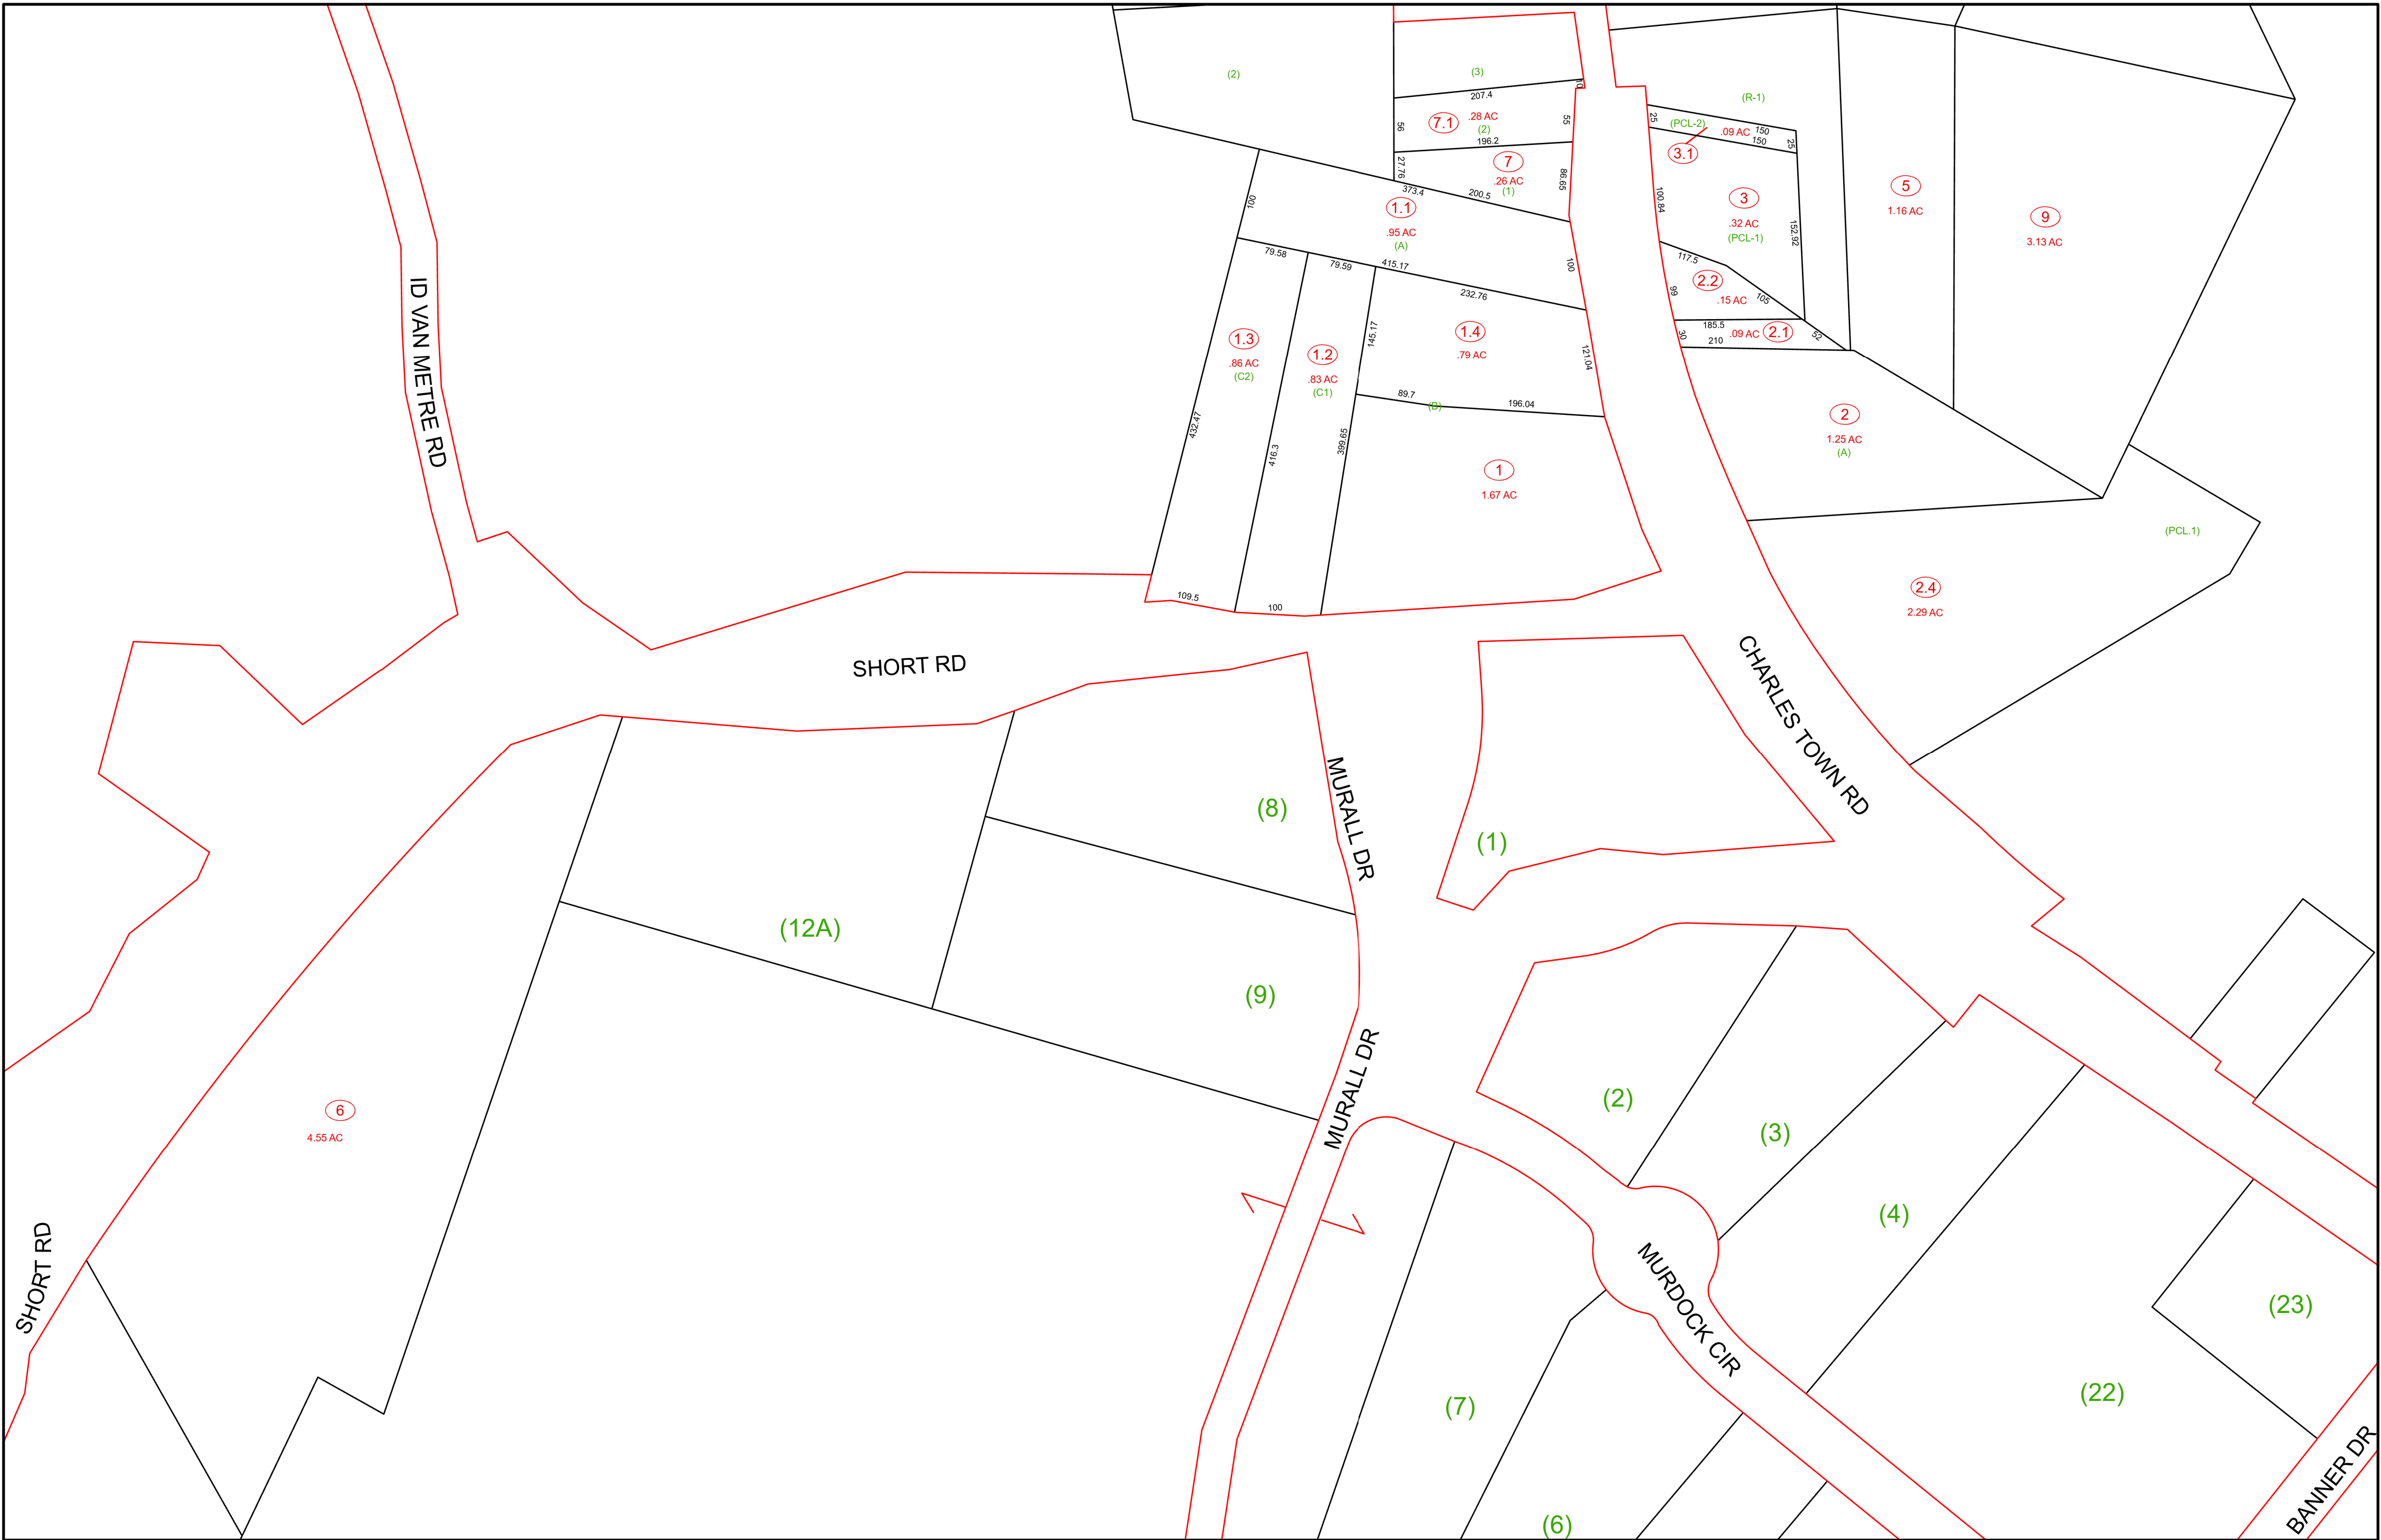 (2)
(3)
207.4
10
7.1
.28 AC
(2)
56
55
196.2
27.76
7
.26 AC
(1)
86.65
373.4
200.5
1.1
.95 AC
(A)
100
100
79.58
79.59
415.17
232.76
1.3
.86 AC
(C2)
1.2
.83 AC
(C1)
145.17
1.4
.79 AC
121.04
89.7
(B)
196.04
432.47
416.3
399.65
1
1.67 AC
109.5
100
(R-1)
25
(PCL-2)
.09 AC
150
150
25
3.1
100.84
3
.32 AC
(PCL-1)
152.92
117.5
2.2
.15 AC
105
99
185.5
.09 AC
2.1
30
210
52
5
1.16 AC
9
3.13 AC
2
1.25 AC
(A)
(PCL.1)
2.4
2.29 AC
ID VAN METRE RD
SHORT RD
CHARLES TOWN RD
MURALL DR
(8)
(1)
(12A)
(9)
MURALL DR
(2)
(3)
6
4.55 AC
(4)
SHORT RD
MURDOCK CIR
(23)
(22)
(7)
(6)
BANNER DR